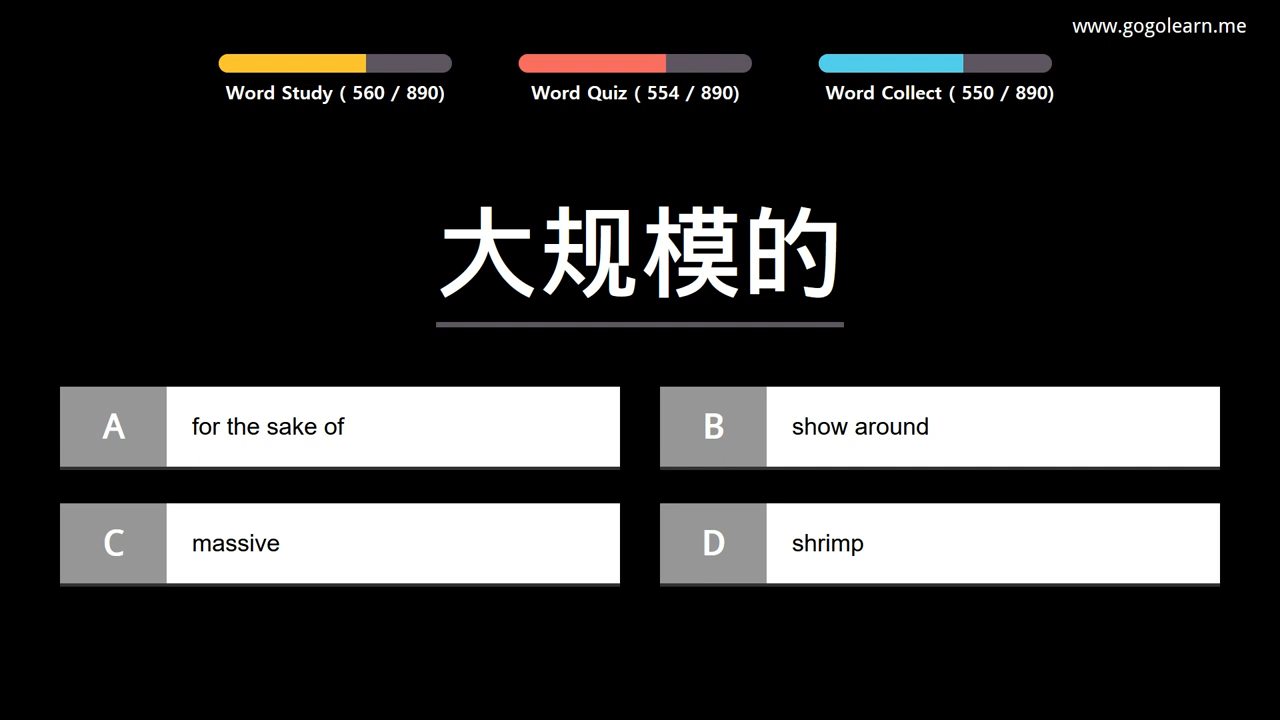 www.gogolearn.me
Word Study ( 560 / 890)
Word Quiz ( 554 / 890)
Word Collect ( 550 / 890)
大规模的
A for the sake of
B show around
C massive
D shrimp